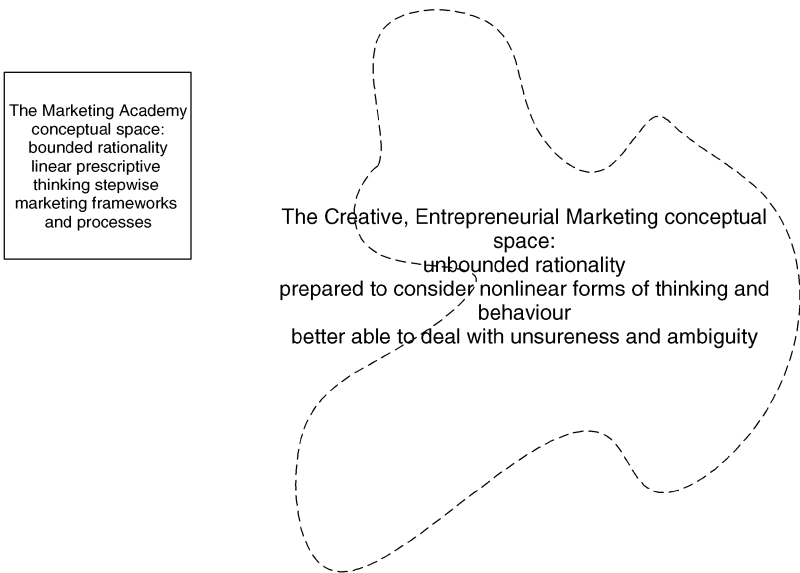 The Marketing Academy
conceptual space:
bounded rationality
linear prescriptive
thinking stepwise
marketing frameworks
and processes
The Creative, Entrepreneurial Marketing conceptual
space:
unbounded rationality
prepared to consider nonlinear forms of thinking and
behaviour
better able to deal with unsureness and ambiguity